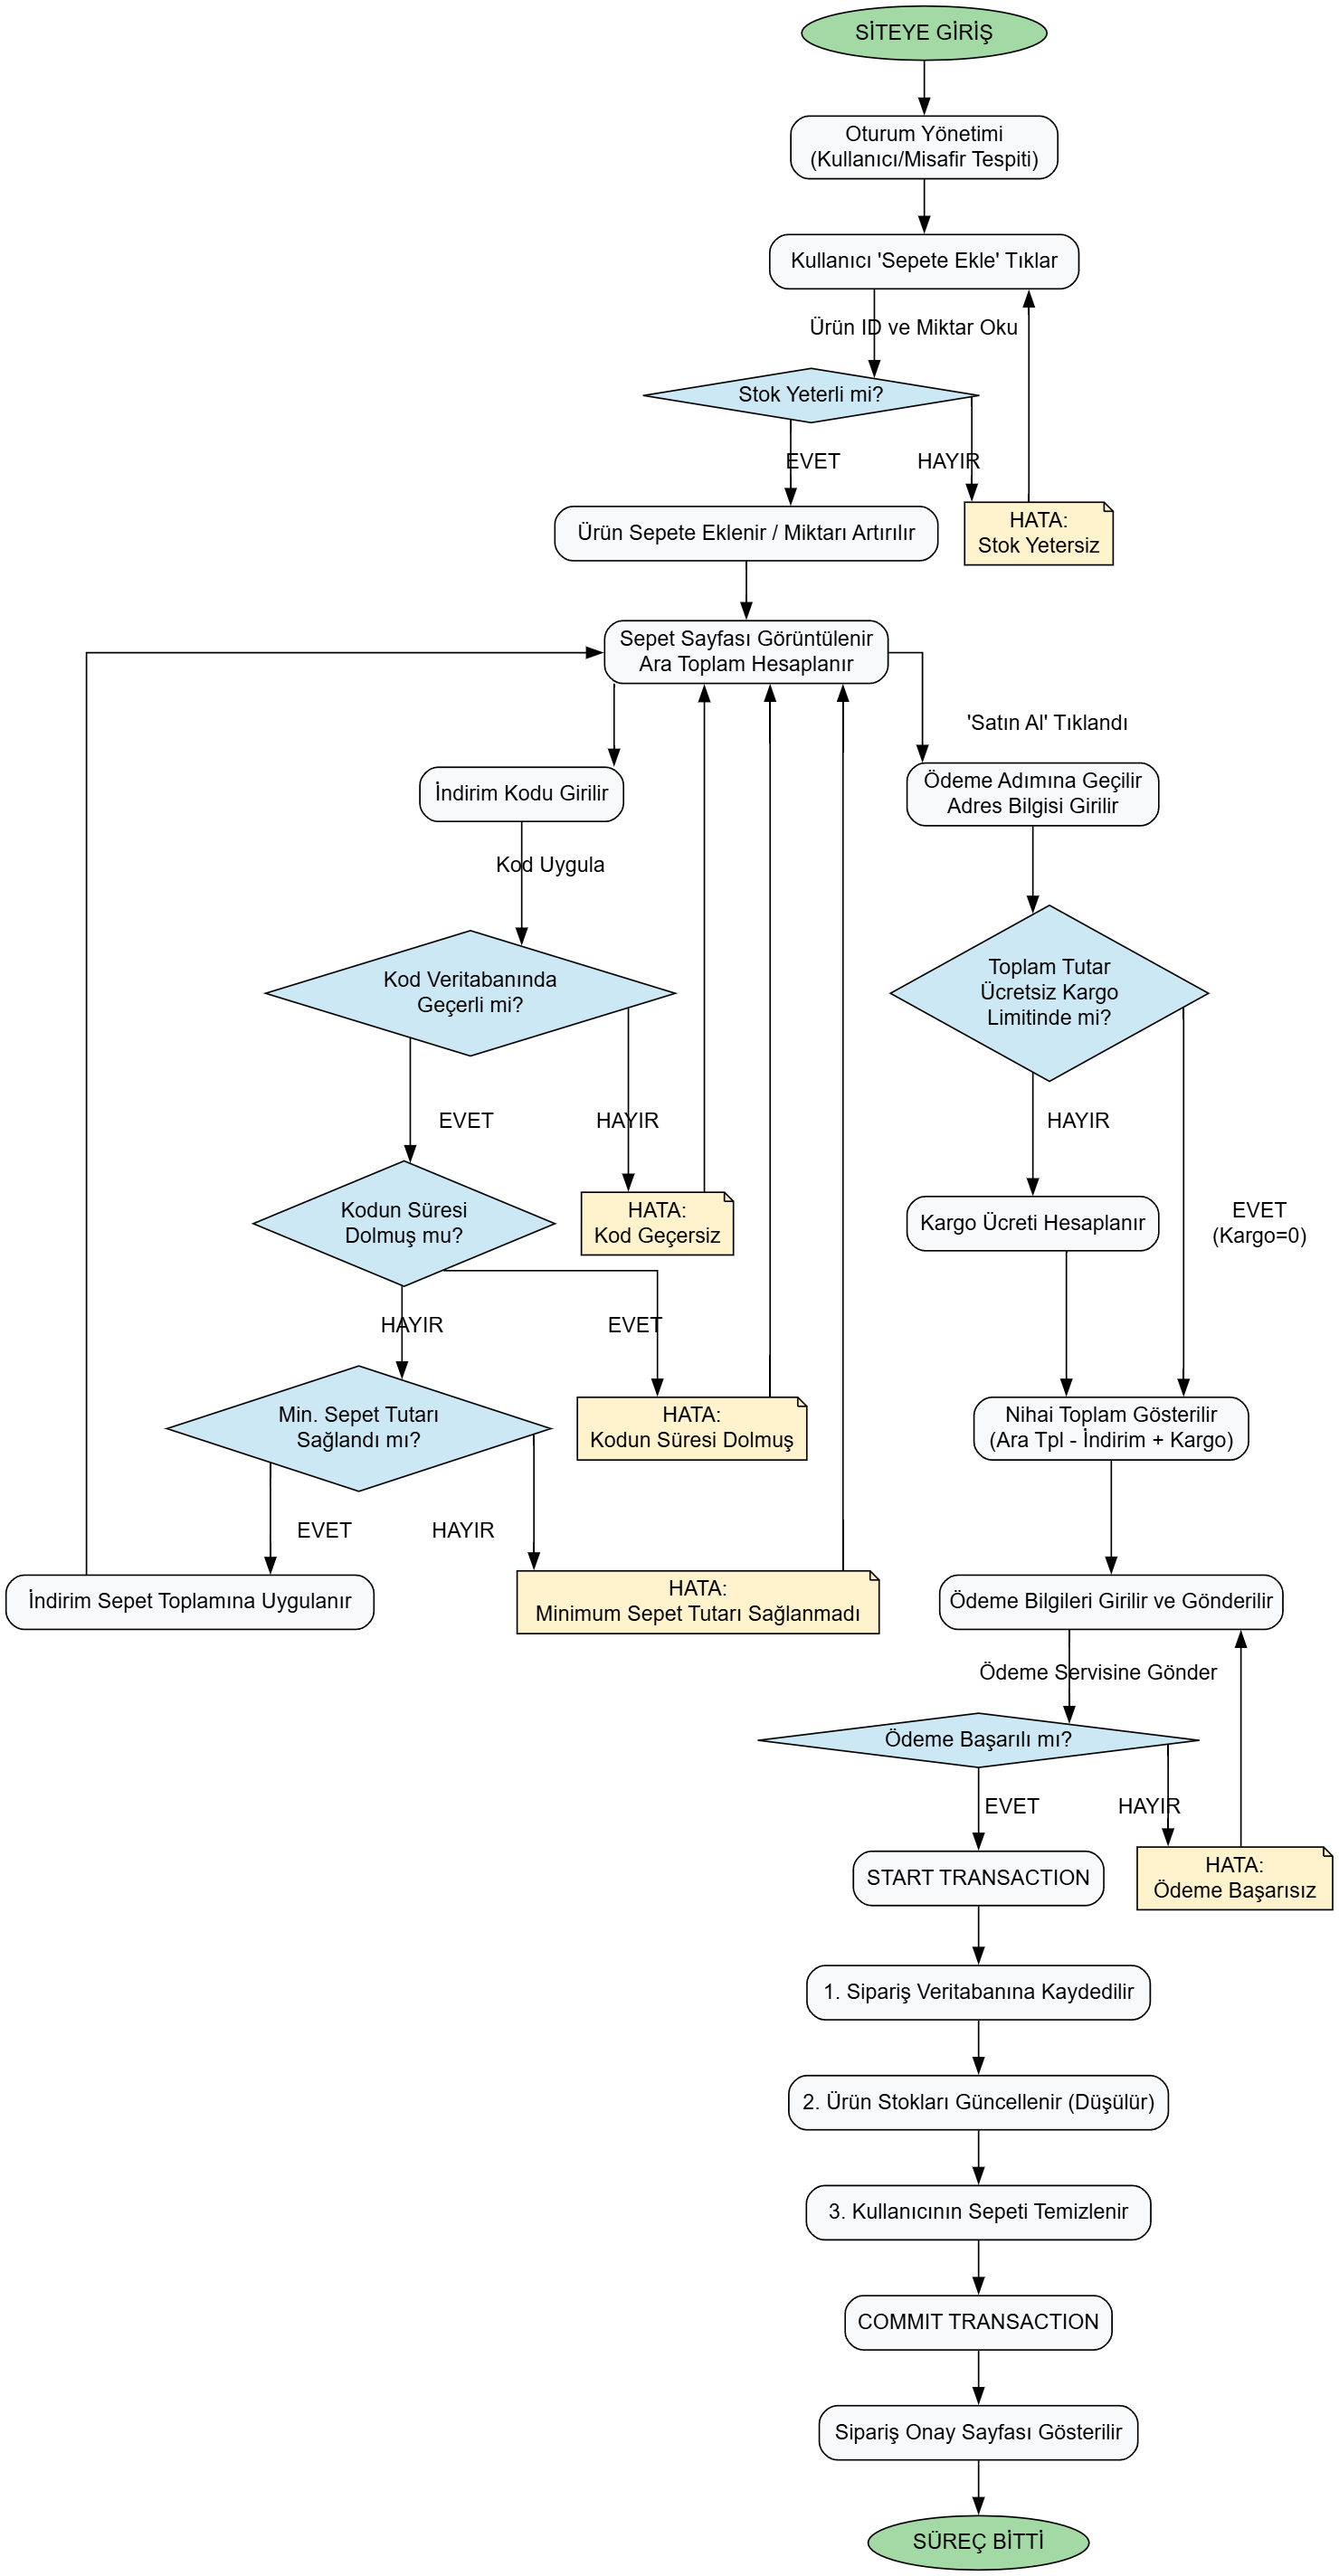 SİTEYE GİRİŞ
Oturum Yönetimi
(Kullanıcı/Misafir Tespiti)
Kullanıcı 'Sepete Ekle' Tıklar
Ürün ID ve Miktar Oku
Stok Yeterli mi?
EVET
HAYIR
HATA:
Stok Yetersiz
Ürün Sepete Eklenir / Miktarı Artırılır
Sepet Sayfası Görüntülenir
Ara Toplam Hesaplanır
'Satın Al' Tıklandı
İndirim Kodu Girilir
Ödeme Adımına Geçilir
Adres Bilgisi Girilir
Kod Uygula
Kod Veritabanında
Geçerli mi?
Toplam Tutar
Ücretsiz Kargo
Limitinde mi?
EVET
HAYIR
HAYIR
Kodun Süresi
Dolmuş mu?
HATA:
Kod Geçersiz
Kargo Ücreti Hesaplanır
EVET
(Kargo=0)
HAYIR
EVET
Min. Sepet Tutarı
Sağlandı mı?
HATA:
Kodun Süresi Dolmuş
Nihai Toplam Gösterilir
(Ara Tpl - İndirim + Kargo)
EVET
HAYIR
İndirim Sepet Toplamına Uygulanır
HATA:
Minimum Sepet Tutarı Sağlanmadı
Ödeme Bilgileri Girilir ve Gönderilir
Ödeme Servisine Gönder
Ödeme Başarılı mı?
EVET
HAYIR
START TRANSACTION
HATA:
Ödeme Başarısız
1. Sipariş Veritabanına Kaydedilir
2. Ürün Stokları Güncellenir (Düşülür)
3. Kullanıcının Sepeti Temizlenir
COMMIT TRANSACTION
Sipariş Onay Sayfası Gösterilir
SÜREÇ BİTTİ